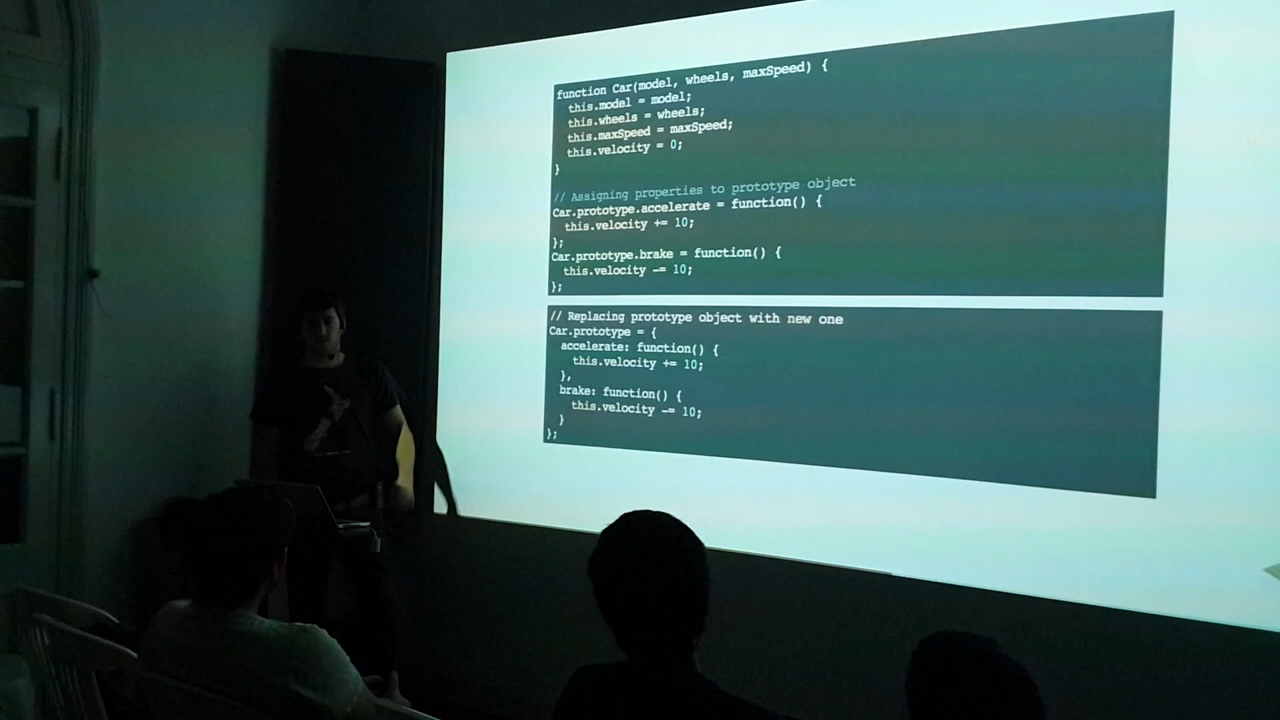 function Car(model, wheels, maxSpeed) {
  this.model = model;
  this.wheels = wheels;
  this.maxSpeed = maxSpeed;
  this.velocity = 0;
}
// Assigning properties to prototype object
Car.prototype.accelerate = function() {
  this.velocity += 10;
};
Car.prototype.brake = function() {
  this.velocity -= 10;
};
// Replacing prototype object with new one
Car.prototype = {
  accelerate: function() {
    this.velocity += 10;
  },
  brake: function() {
    this.velocity -= 10;
  }
};